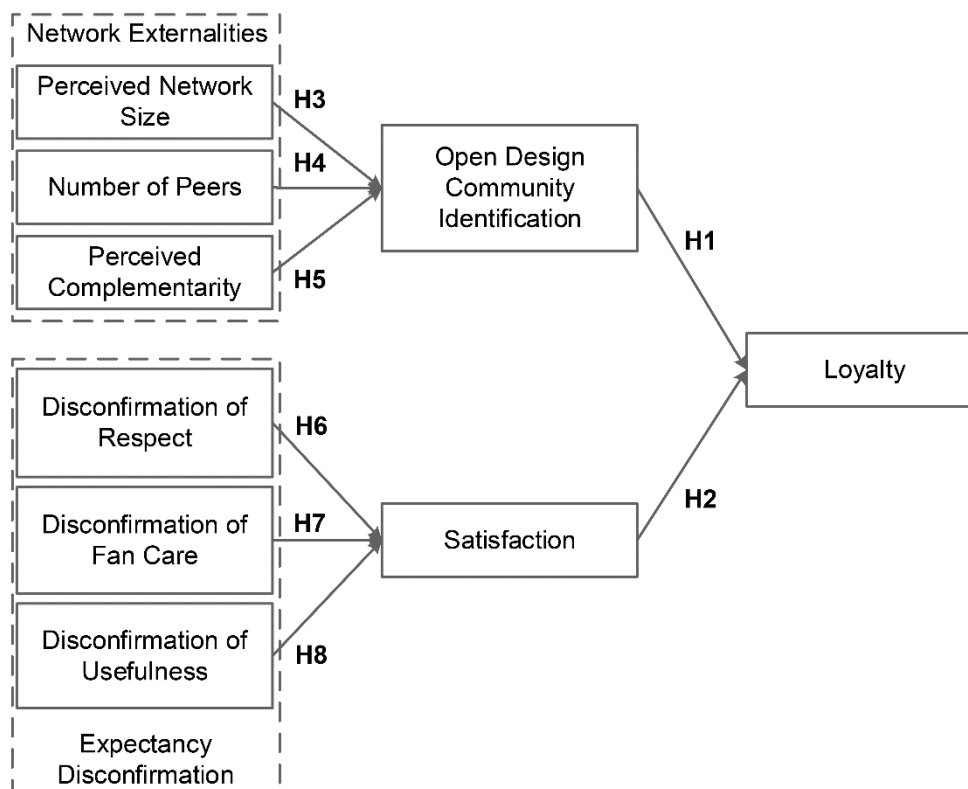 Network Externalities
Perceived Network
Size
H3
Number of Peers
H4
Perceived
Complementarity
H5
Open Design
Community
Identification
H1
Loyalty
Disconfirmation of
Respect
H6
Disconfirmation of
Fan Care
H7
Disconfirmation of
Usefulness
H8
Satisfaction
H2
Expectancy
Disconfirmation